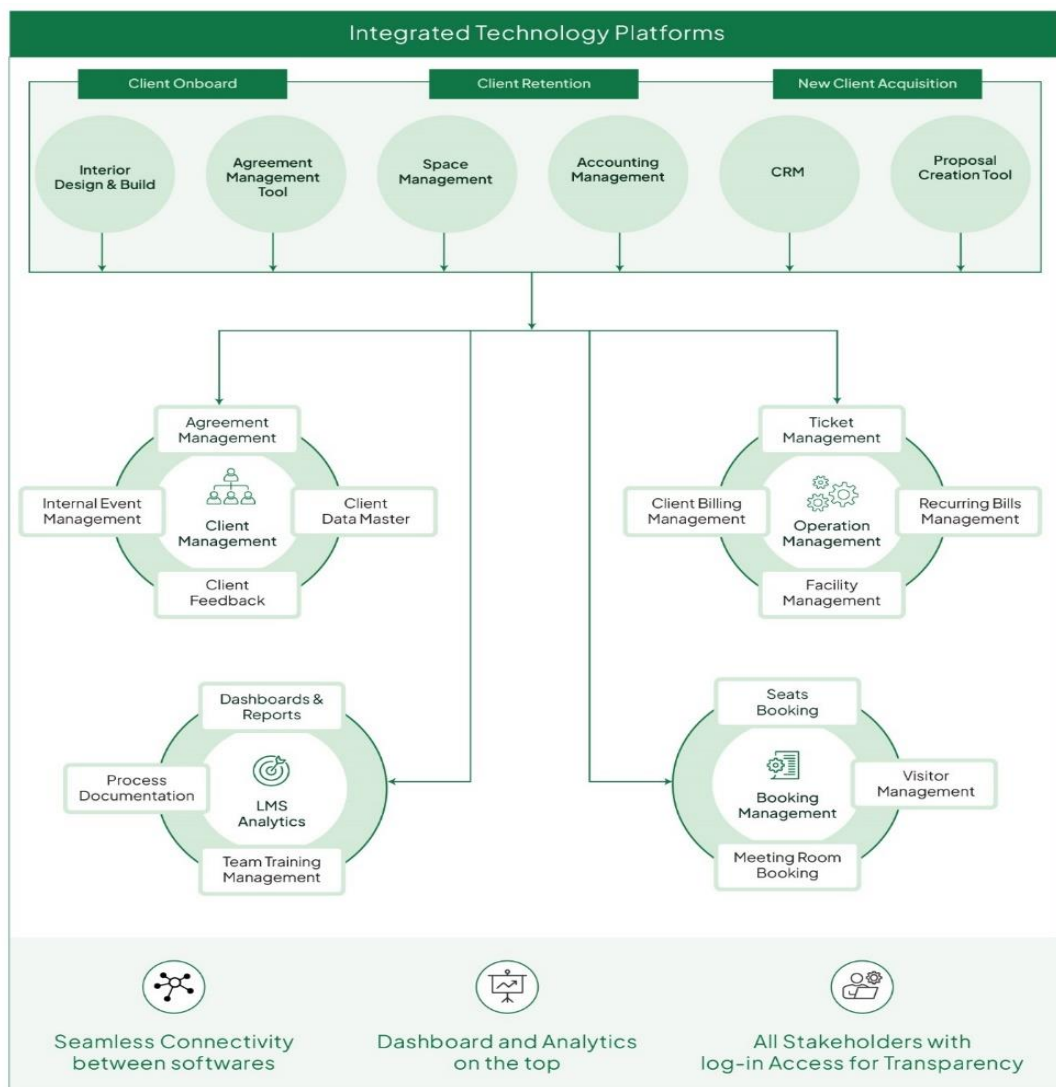 Integrated Technology Platforms
Client Onboard
Client Retention
New Client Acquisition
Interior
Design & Build
Agreement
Management
Tool
Space
Management
Accounting
Management
CRM
Proposal
Creation Tool
Agreement
Management
Internal Event
Management
Client
Management
Client
Data Master
Client
Feedback
Ticket
Management
Client Billing
Management
Operation
Management
Recurring Bills
Management
Facility
Management
Dashboards &
Reports
Process
Documentation
LMS
Analytics
Team Training
Management
Seats
Booking
Booking
Management
Visitor
Management
Meeting Room
Booking
Seamless Connectivity
between softwares
Dashboard and Analytics
on the top
All Stakeholders with
log-in Access for Transparency